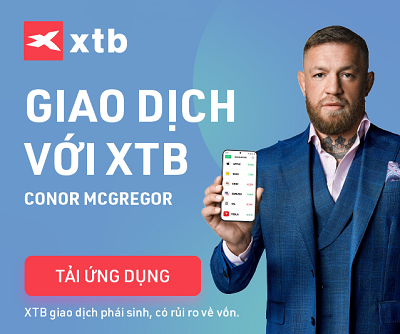 xtb
GIAO DỊCH
VỚI XTB
CONOR MCGREGOR
TẢI ỨNG DỤNG
XTB giao dịch phái sinh, có rủi ro về vốn.